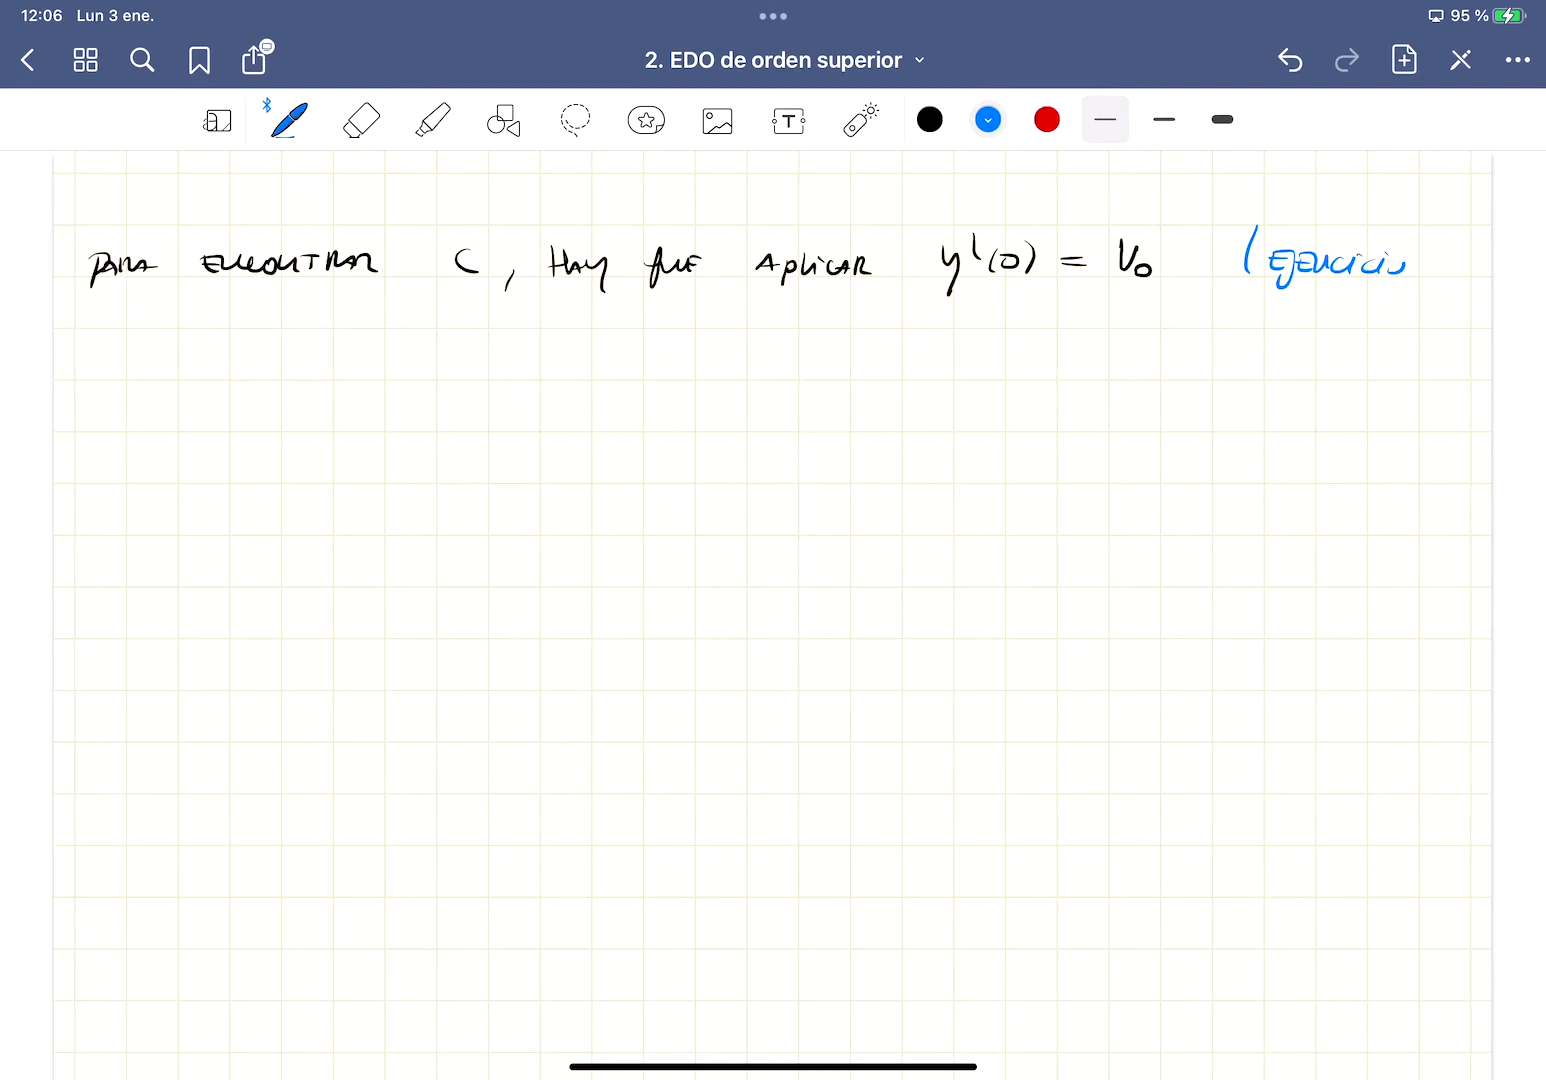 12:06 Lun 3 ene. 95 %
2. EDO de orden superior
T
PARA ENCONTRAR C, HAY QUE APLICAR y'(0) = V₀ (EJERCICIO